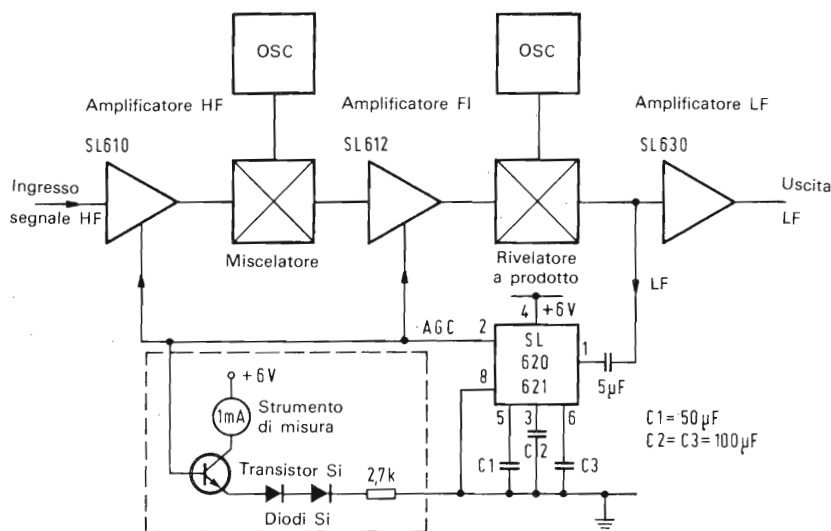 OSC
OSC
Amplificatore HF
Amplificatore FI
Amplificatore LF
SL610
SL612
SL630
Ingresso
segnale HF
Uscita
LF
Miscelatore
Rivelatore
a prodotto
LF
4
+6V
AGC
2
SL
620
621
1
8
5µF
5
3
6
C1
C2
C3
C1 = 50µF
C2 = C3 = 100µF
+6V
1mA
Strumento
di misura
Transistor Si
2,7k
Diodi Si